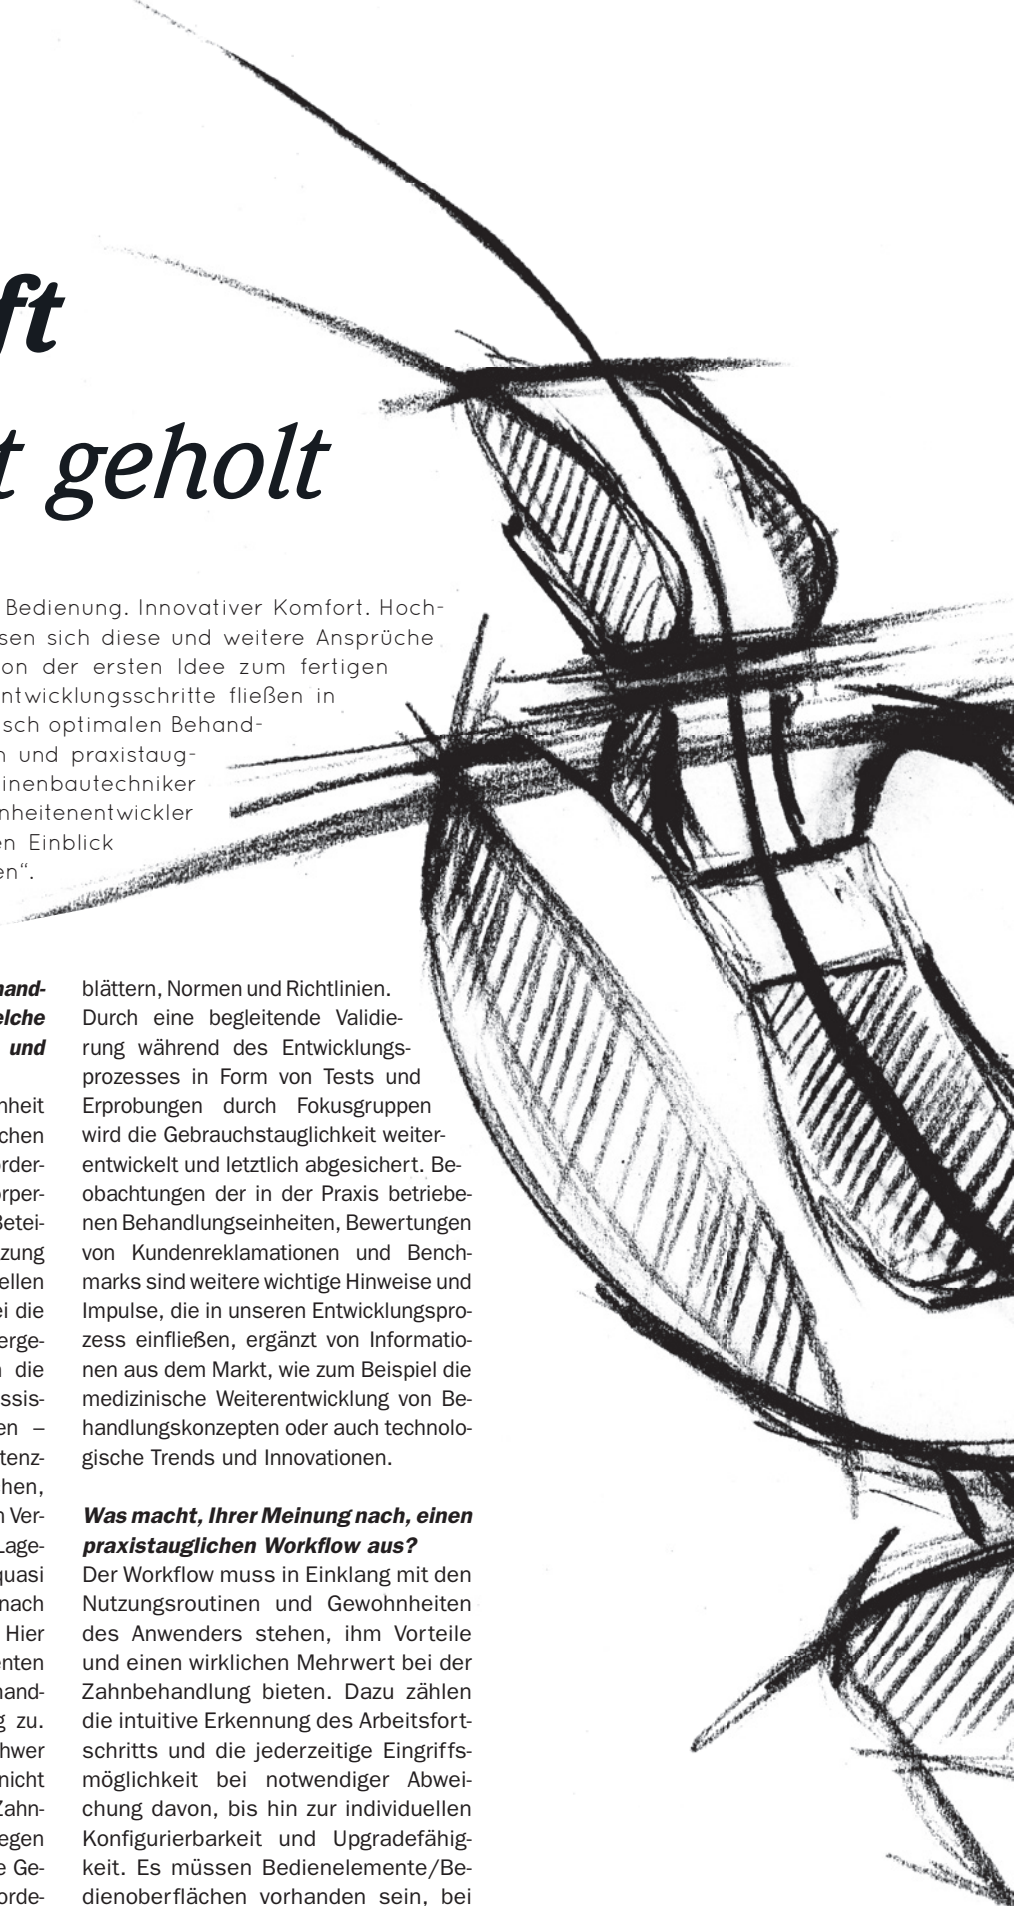 ft
t geholt
Bedienung. Innovativer Komfort. Hoch-
sen sich diese und weitere Ansprüche
on der ersten Idee zum fertigen
ntwicklungsschritte fließen in
sch optimalen Behand-
n und praxistaug-
inenbautechniker
nheitenentwickler
en Einblick
en“.
hand-
elche
und
nheit
chen
order-
örper-
Betei-
zung
ellen
ei die
erge-
n die
ssis-
en –
tenz-
hen,
n Ver-
Lage-
quasi
nach
Hier
enten
hand-
g zu.
hwer
nicht
Zahn-
egen
e Ge-
orde-
blättern, Normen und Richtlinien.
Durch eine begleitende Validie-
rung während des Entwicklungs-
prozesses in Form von Tests und
Erprobungen durch Fokusgruppen
wird die Gebrauchstauglichkeit weiter-
entwickelt und letztlich abgesichert. Be-
obachtungen der in der Praxis betriebe-
nen Behandlungseinheiten, Bewertungen
von Kundenreklamationen und Bench-
marks sind weitere wichtige Hinweise und
Impulse, die in unseren Entwicklungspro-
zess einfließen, ergänzt von Informatio-
nen aus dem Markt, wie zum Beispiel die
medizinische Weiterentwicklung von Be-
handlungskonzepten oder auch technolo-
gische Trends und Innovationen.
Was macht, Ihrer Meinung nach, einen
praxistauglichen Workflow aus?
Der Workflow muss in Einklang mit den
Nutzungsroutinen und Gewohnheiten
des Anwenders stehen, ihm Vorteile
und einen wirklichen Mehrwert bei der
Zahnbehandlung bieten. Dazu zählen
die intuitive Erkennung des Arbeitsfort-
schritts und die jederzeitige Eingriffs-
möglichkeit bei notwendiger Abwei-
chung davon, bis hin zur individuellen
Konfigurierbarkeit und Upgradefähig-
keit. Es müssen Bedienelemente/Be-
dienoberflächen vorhanden sein, bei